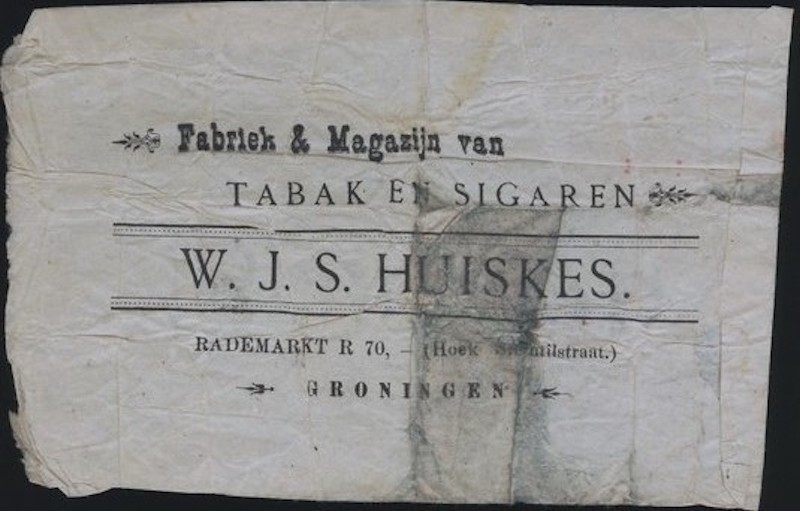 Fabriek & Magazijn van
TABAK EN SIGAREN
W. J. S. HUISKES.
RADEMARKT R 70, – (Hoek
GRONINGEN